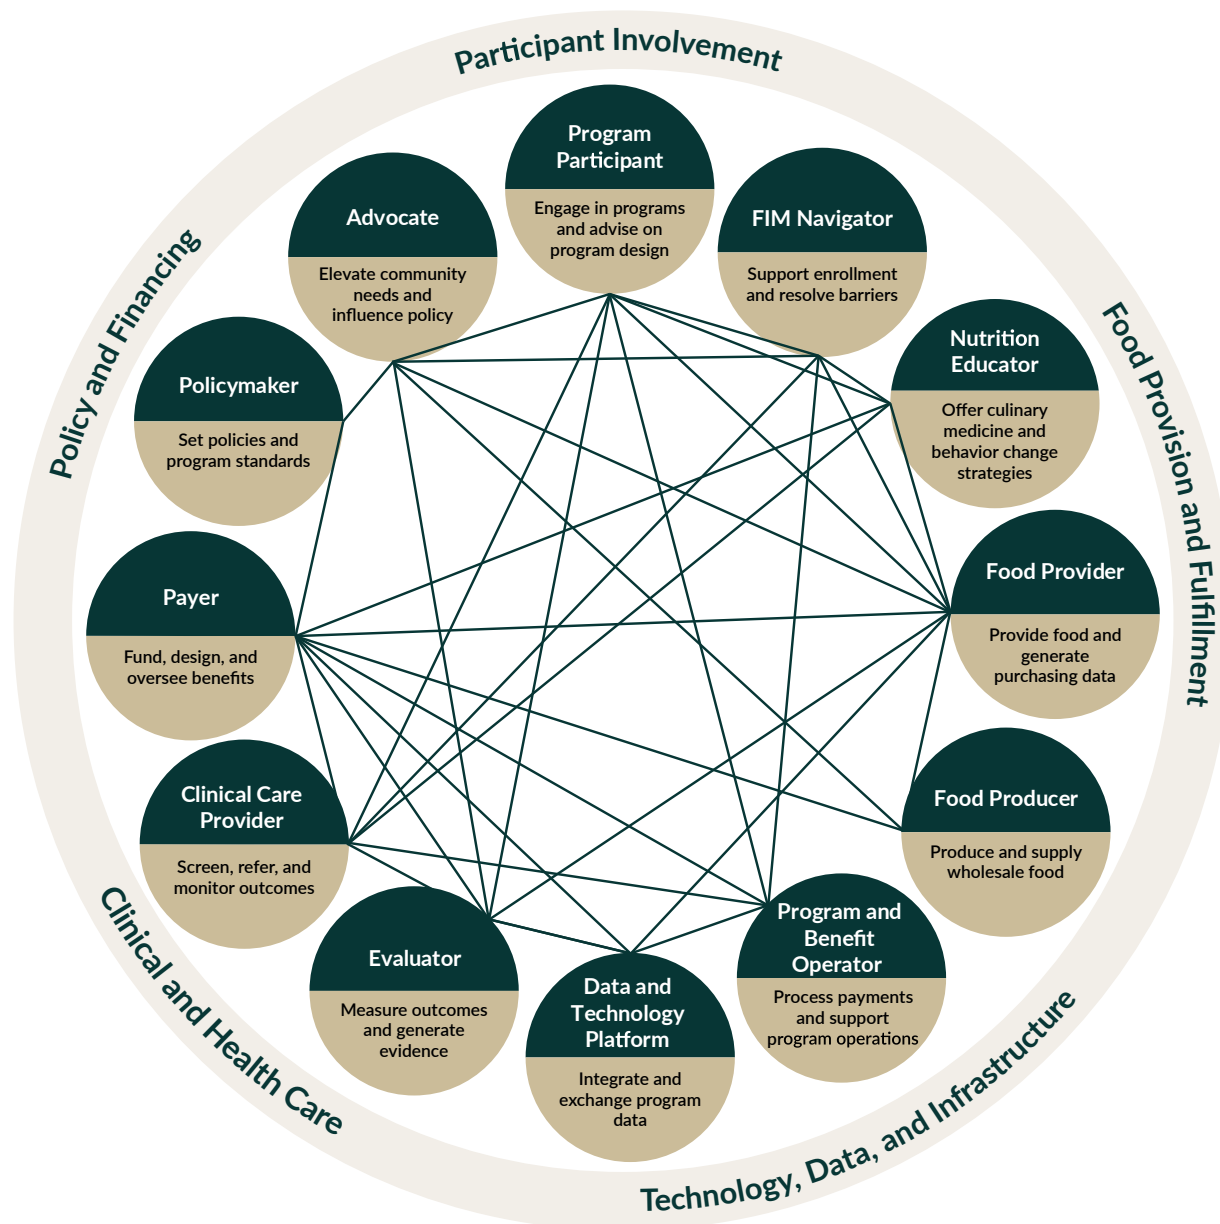 Participant Involvement
Program
Participant
Engage in programs
and advise on
program design
FIM Navigator
Support enrollment
and resolve barriers
Nutrition
Educator
Offer culinary
medicine and
behavior change
strategies
Food Provision and Fulfillment
Food Provider
Provide food and
generate
purchasing data
Food Producer
Produce and supply
wholesale food
Program and
Benefit
Operator
Process payments
and support
program operations
Technology, Data, and Infrastructure
Data and
Technology
Platform
Integrate and
exchange program
data
Evaluator
Measure outcomes
and generate
evidence
Clinical and Health Care
Clinical Care
Provider
Screen, refer, and
monitor outcomes
Payer
Fund, design, and
oversee benefits
Policy and Financing
Policymaker
Set policies and
program standards
Advocate
Elevate community
needs and
influence policy